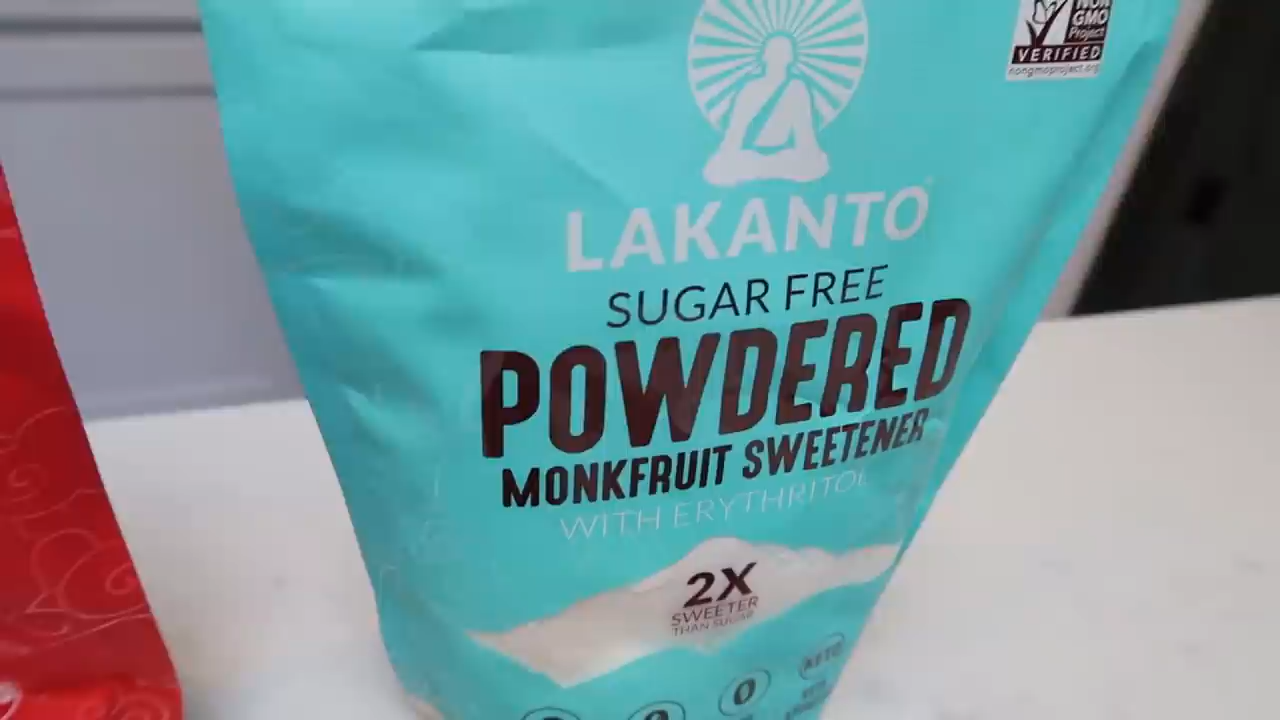 NON
GMO
Project
VERIFIED
nongmoproject.org
LAKANTO
SUGAR FREE
POWDERED
MONKFRUIT SWEETENER
WITH ERYTHRITOL
2X
SWEETER
THAN SUGAR
0
KETO